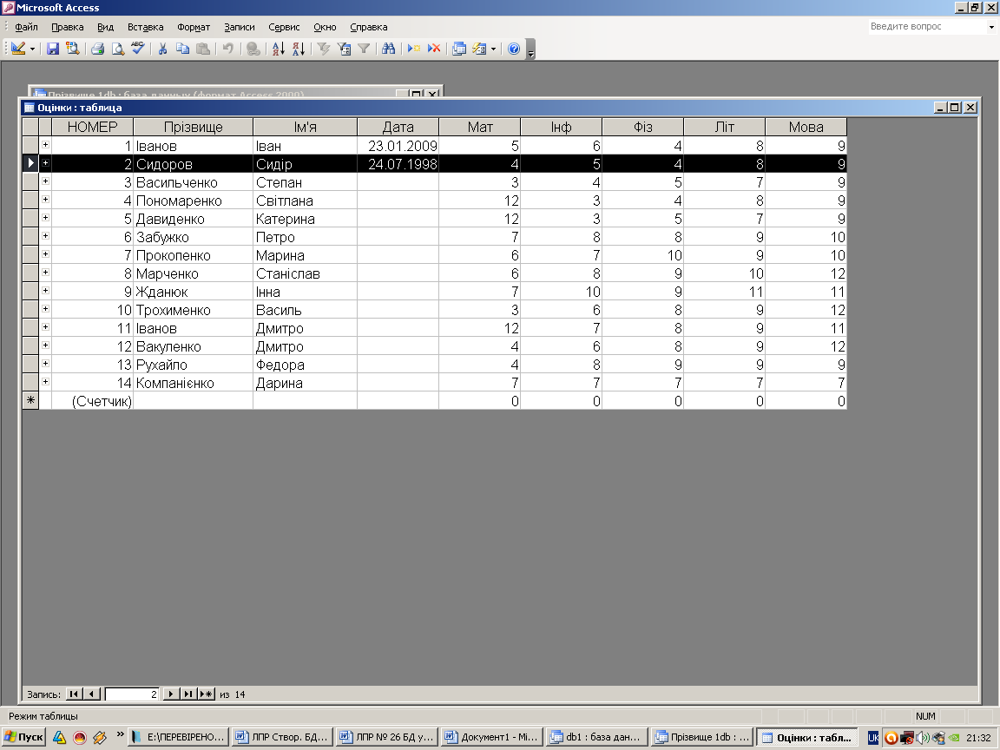 Microsoft Access
Файл Правка Вид Вставка Формат Записи Сервис Окно Справка Введите вопрос
Прізвище 1db : база данных (формат Access 2000)
Оцінки : таблица
НОМЕР Прізвище Ім'я Дата Мат Інф Фіз Літ Мова
1 Іванов Іван 23.01.2009 5 6 4 8 9
2 Сидоров Сидір 24.07.1998 4 5 4 8 9
3 Васильченко Степан 3 4 5 7 9
4 Пономаренко Світлана 12 3 4 8 9
5 Давиденко Катерина 12 3 5 7 9
6 Забужко Петро 7 8 8 9 10
7 Прокопенко Марина 6 7 10 9 10
8 Марченко Станіслав 6 8 9 10 12
9 Жданюк Інна 7 10 9 11 11
10 Трохименко Василь 3 6 8 9 12
11 Іванов Дмитро 12 7 8 9 11
12 Вакуленко Дмитро 4 6 8 9 12
13 Рухайло Федора 4 8 9 9 9
14 Компанієнко Дарина 7 7 7 7 7
(Счетчик) 0 0 0 0 0
Запись: 2 из 14
Режим таблицы NUM
Пуск E:\ПЕРЕВІРЕНО... ЛПР Створ. БД... ЛПР № 26 БД у... Документ1 - Mi... db1 : база дан... Прізвище 1db : ... Оцінки : табл... UK 21:32